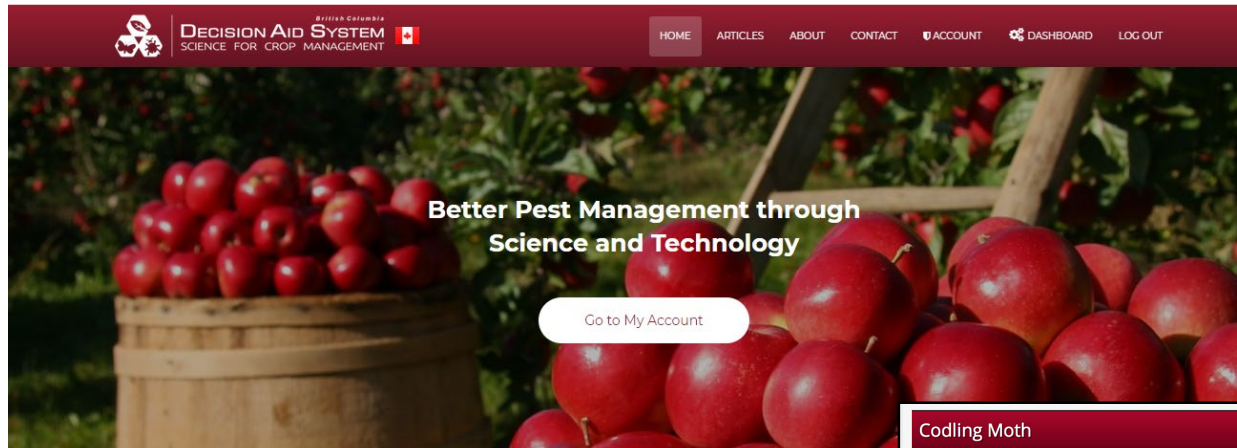 British Columbia
DECISION AID SYSTEM
SCIENCE FOR CROP MANAGEMENT
HOME ARTICLES ABOUT CONTACT ACCOUNT DASHBOARD LOG OUT
Better Pest Management through
Science and Technology
Go to My Account
Codling Moth